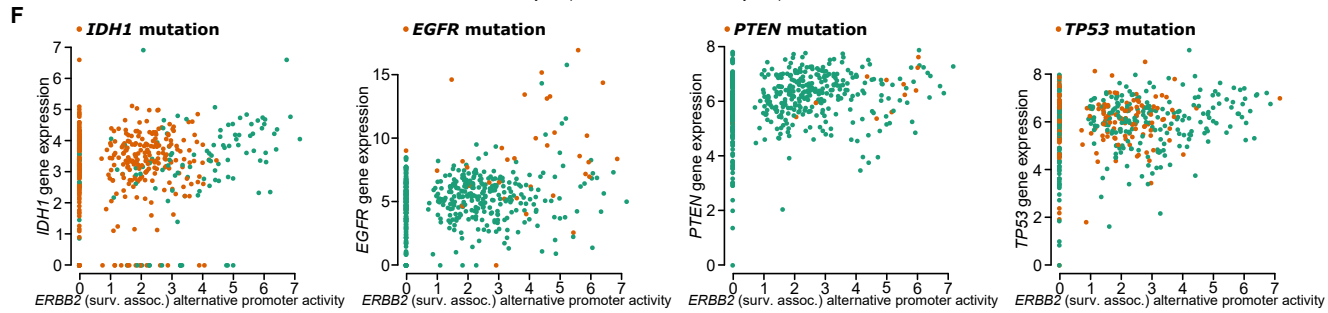 F
IDH1 mutation
IDH1 gene expression
7
6
5
4
3
2
1
0
0 1 2 3 4 5 6 7
ERBB2 (surv. assoc.) alternative promoter activity
EGFR mutation
EGFR gene expression
15
10
5
0
0 1 2 3 4 5 6 7
ERBB2 (surv. assoc.) alternative promoter activity
PTEN mutation
PTEN gene expression
8
6
4
2
0
0 1 2 3 4 5 6 7
ERBB2 (surv. assoc.) alternative promoter activity
TP53 mutation
TP53 gene expression
8
6
4
2
0
0 1 2 3 4 5 6 7
ERBB2 (surv. assoc.) alternative promoter activity